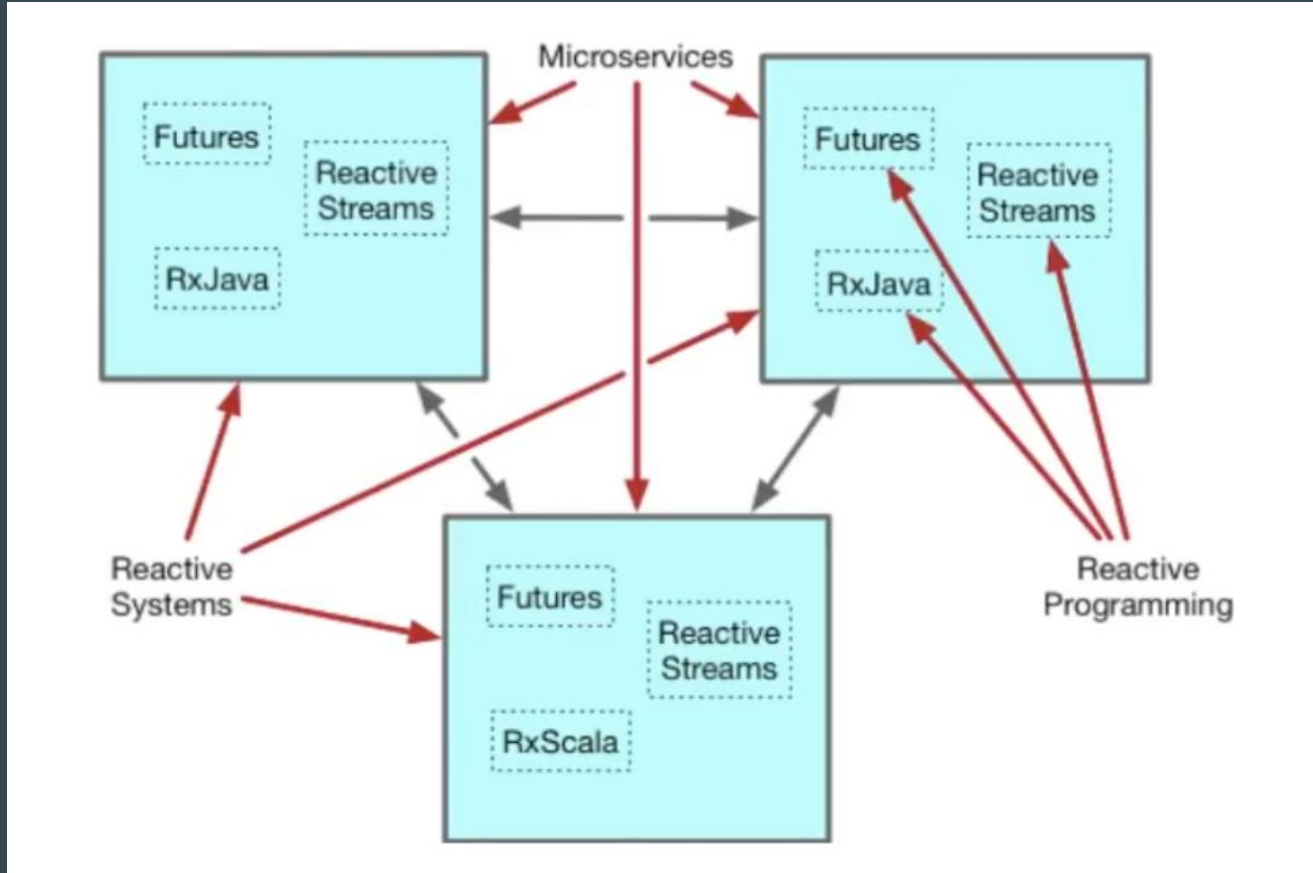 Microservices
Futures
Reactive
Streams
RxJava
Futures
Reactive
Streams
RxJava
Reactive
Systems
Futures
Reactive
Streams
RxScala
Reactive
Programming